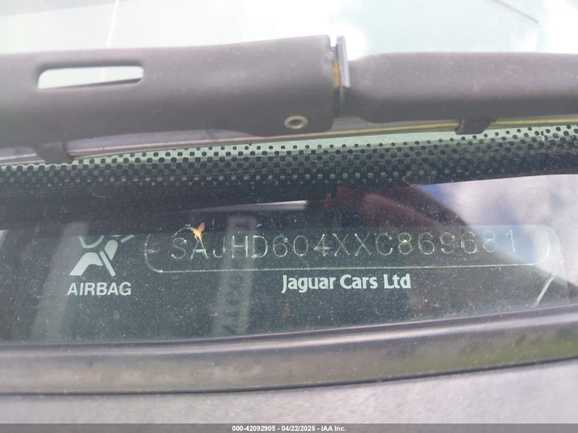 SAJHD604XXC869681
AIRBAG
Jaguar Cars Ltd
000-42092905 - 04/22/2025 - IAA Inc.